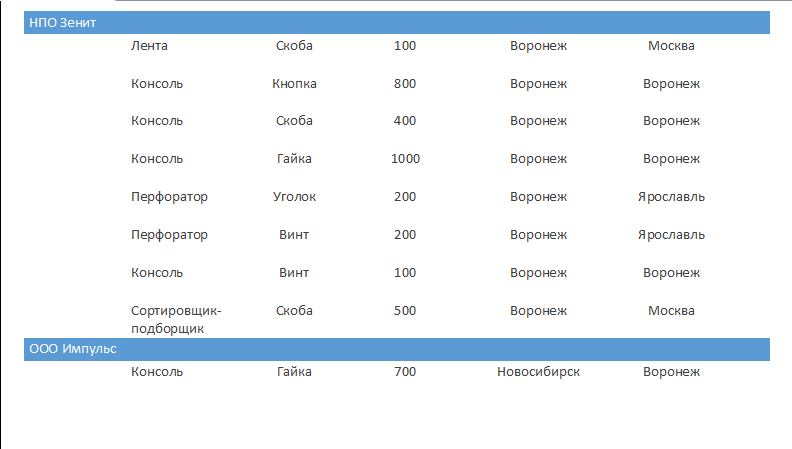 НПО Зенит
Лента Скоба 100 Воронеж Москва
Консоль Кнопка 800 Воронеж Воронеж
Консоль Скоба 400 Воронеж Воронеж
Консоль Гайка 1000 Воронеж Воронеж
Перфоратор Уголок 200 Воронеж Ярославль
Перфоратор Винт 200 Воронеж Ярославль
Консоль Винт 100 Воронеж Воронеж
Сортировщик- Скоба 500 Воронеж Москва
подборщик
ООО Импульс
Консоль Гайка 700 Новосибирск Воронеж